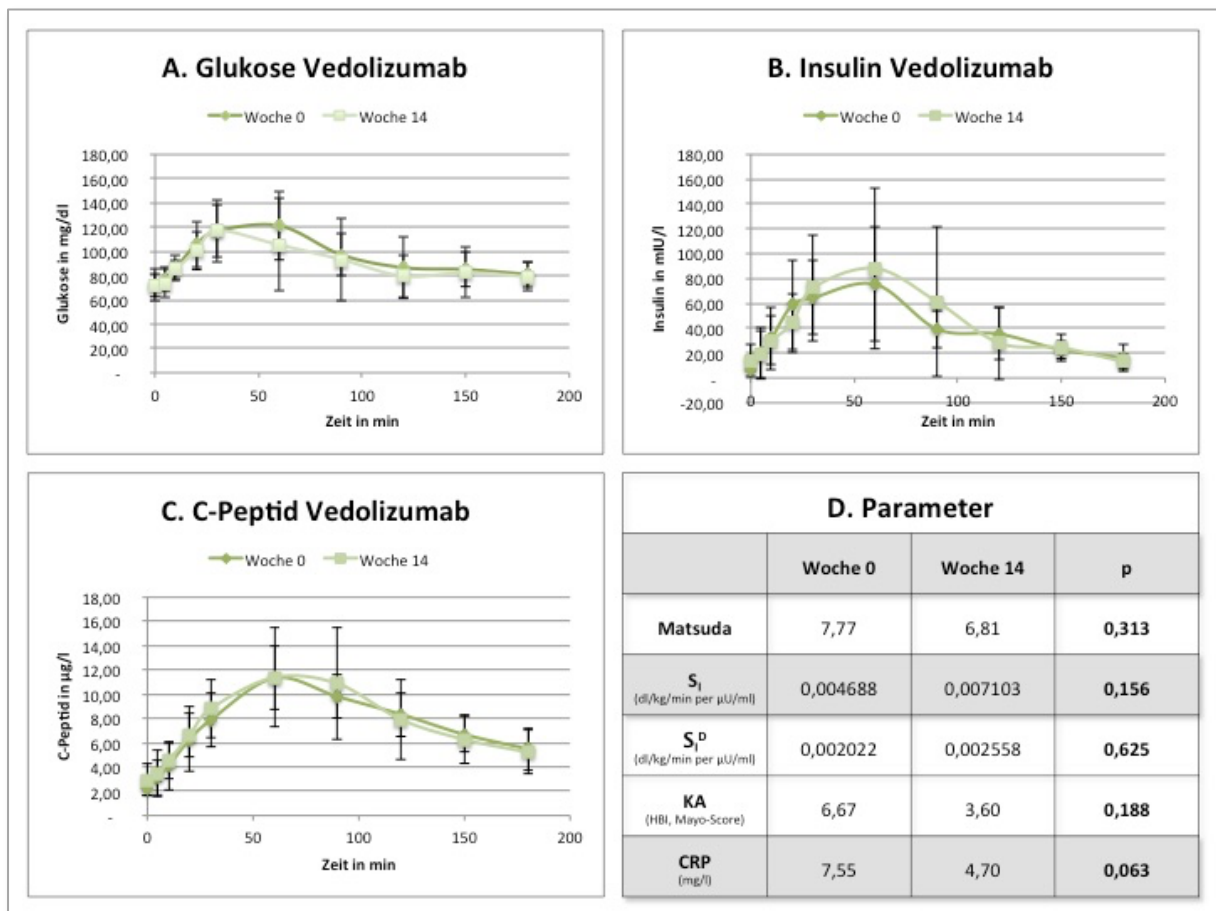 A. Glukose Vedolizumab
Woche 0 Woche 14
Glukose in mg/dl
180,00
160,00
140,00
120,00
100,00
80,00
60,00
40,00
20,00
-
0 50 100 150 200
Zeit in min
B. Insulin Vedolizumab
Woche 0 Woche 14
Insulin in mIU/l
180,00
160,00
140,00
120,00
100,00
80,00
60,00
40,00
20,00
-
-20,00
0 50 100 150 200
Zeit in min
C. C-Peptid Vedolizumab
Woche 0 Woche 14
C-Peptid in µg/l
18,00
16,00
14,00
12,00
10,00
8,00
6,00
4,00
2,00
-
0 50 100 150 200
Zeit in min
D. Parameter
Woche 0 Woche 14 p
Matsuda 7,77 6,81 0,313
SI 0,004688 0,007103 0,156
(dl/kg/min per µU/ml)
SID 0,002022 0,002558 0,625
(dl/kg/min per µU/ml)
KA 6,67 3,60 0,188
(HBI, Mayo-Score)
CRP 7,55 4,70 0,063
(mg/l)